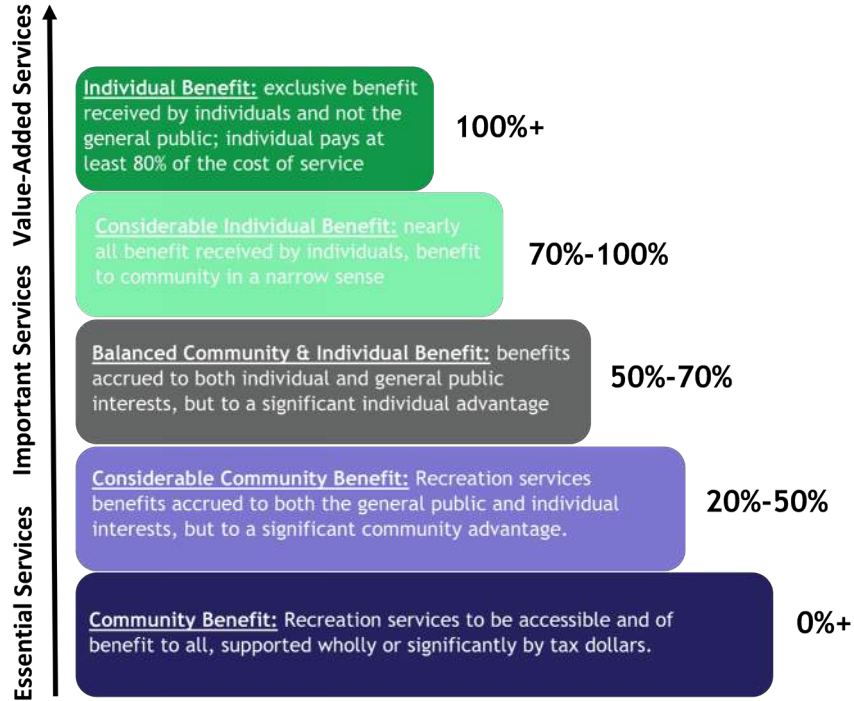 Value-Added Services
Individual Benefit: exclusive benefit
received by individuals and not the
general public; individual pays at
least 80% of the cost of service
100%+
Considerable Individual Benefit: nearly
all benefit received by individuals, benefit
to community in a narrow sense
70%-100%
Important Services
Balanced Community & Individual Benefit: benefits
accrued to both individual and general public
interests, but to a significant individual advantage
50%-70%
Considerable Community Benefit: Recreation services
benefits accrued to both the general public and individual
interests, but to a significant community advantage.
20%-50%
Essential Services
Community Benefit: Recreation services to be accessible and of
benefit to all, supported wholly or significantly by tax dollars.
0%+